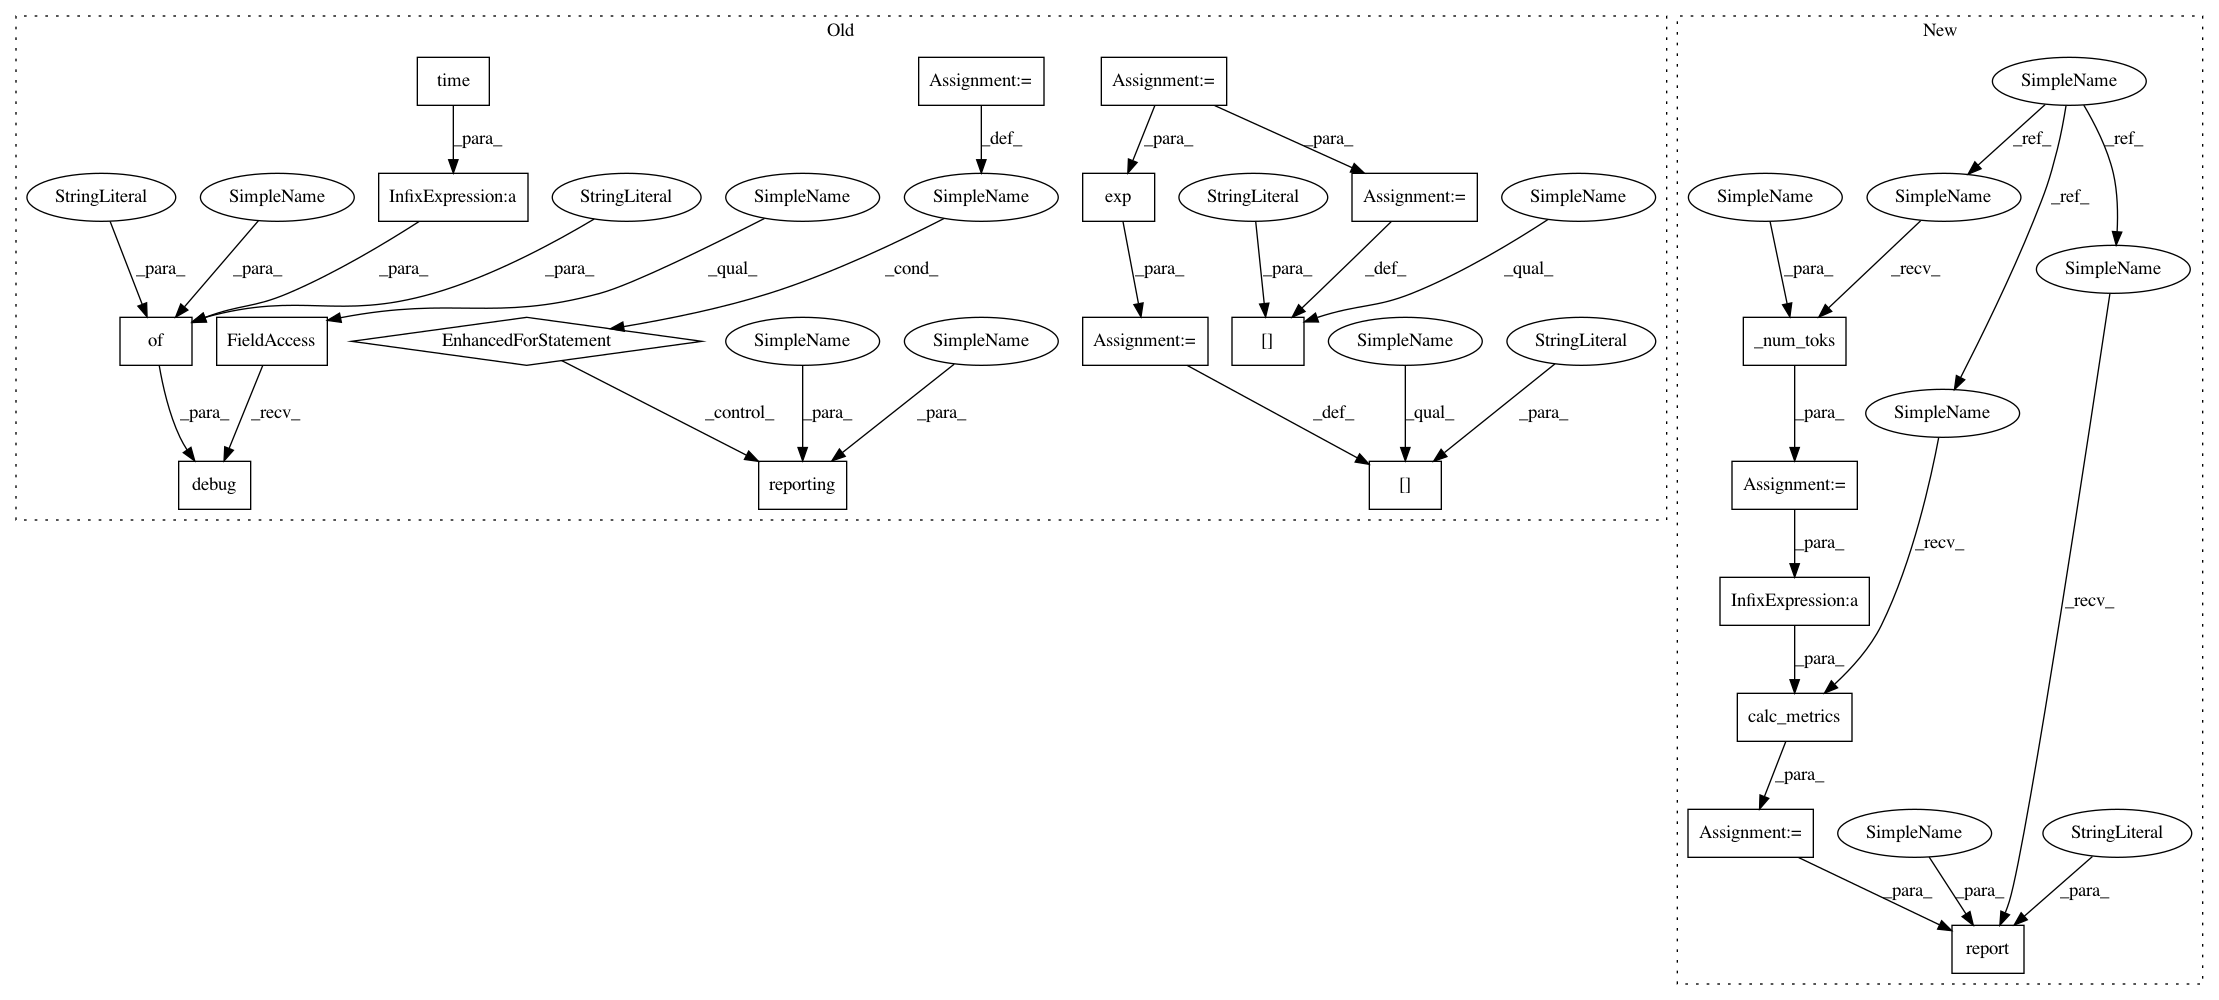 Old
New
time
Assignment:=
Assignment:=
SimpleName
_para_
_def_
_para_
_para_
_ref_
_ref_
StringLiteral
SimpleName
InfixExpression:a
StringLiteral
SimpleName
SimpleName
exp
StringLiteral
Assignment:=
SimpleName
SimpleName
SimpleName
_ref_
_para_
_para_
_para_
_para_
_qual_
_cond_
_para_
_para_
_def_
_qual_
_para_
_recv_
SimpleName
of
FieldAccess
EnhancedForStatement
SimpleName
SimpleName
Assignment:=
[]
SimpleName
StringLiteral
_num_toks
_para_
_recv_
_control_
_para_
_para_
_def_
_qual_
_para_
_para_
SimpleName
debug
reporting
[]
Assignment:=
_para_
_recv_
InfixExpression:a
_recv_
_para_
calc_metrics
_para_
Assignment:=
SimpleName
StringLiteral
_para_
_para_
_para_
report